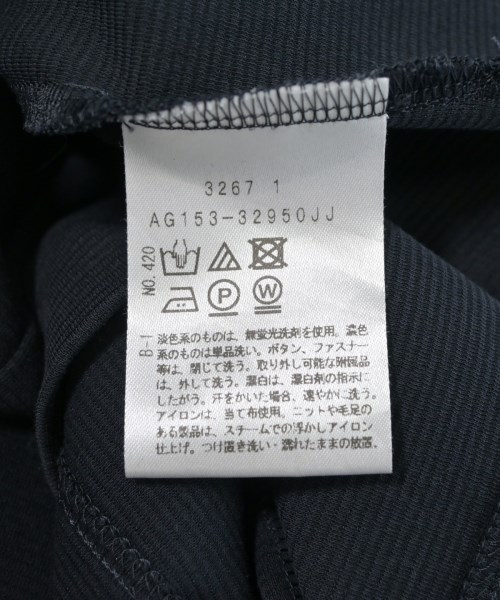 3267 1
AG153-32950JJ
NO.420
P W
B-1
淡色系のものは、無蛍光洗剤を使用。濃色
系のものは単品洗い。ボタン、ファスナー
等は、閉じて洗う。取り外し可能な附属品
は、外して洗う。漂白は、漂白剤の指示に
したがう。汗をかいた場合、速やかに洗う。
アイロンは、当て布使用。ニットや毛足の
ある製品は、スチームでの浮かしアイロン
仕上げ。つけ置き洗い・濡れたままの放置、